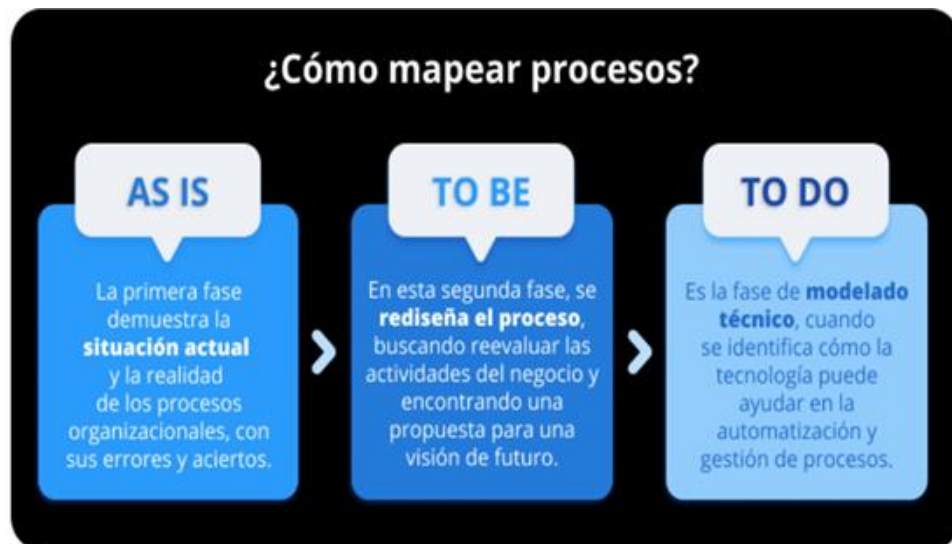 ¿Cómo mapear procesos?
AS IS
La primera fase
demuestra la
situación actual
y la realidad
de los procesos
organizacionales, con
sus errores y aciertos.
TO BE
En esta segunda fase, se
rediseña el proceso,
buscando reevaluar las
actividades del negocio y
encontrando una
propuesta para una
visión de futuro.
TO DO
Es la fase de modelado
técnico, cuando
se identifica cómo la
tecnología puede
ayudar en la
automatización y
gestión de procesos.